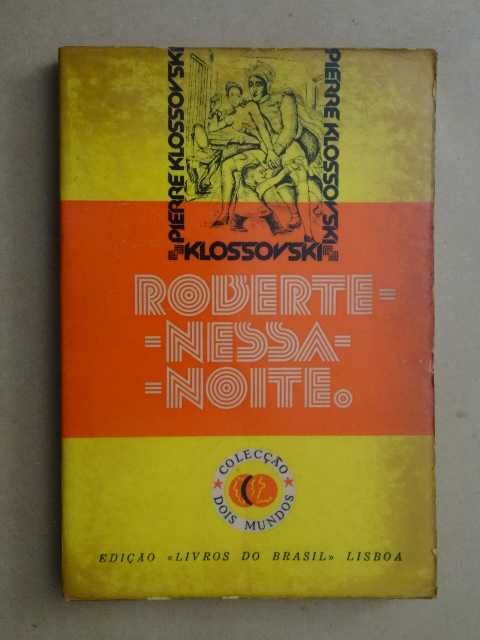 PIERRE KLOSSOVSKI
PIERRE KLOSSOVSKI
KLOSSOVSKI
ROBERTE=
=NESSA=
=NOITE.
COLECÇÃO
DOIS MUNDOS
EDIÇÃO «LIVROS DO BRASIL» LISBOA